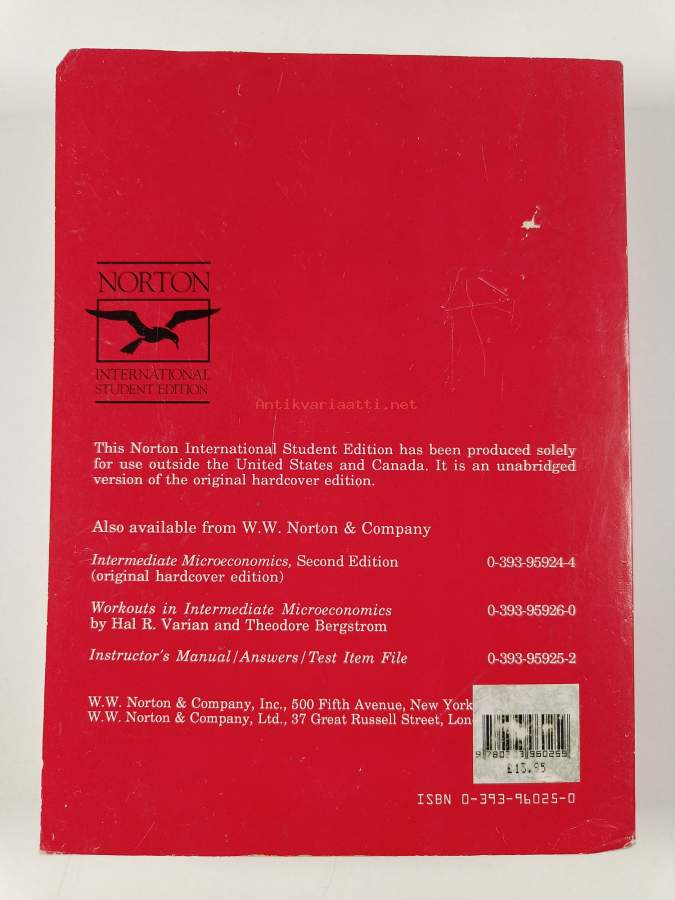 NORTON
INTERNATIONAL
STUDENT EDITION
Antikvariaatti.net
This Norton International Student Edition has been produced solely
for use outside the United States and Canada. It is an unabridged
version of the original hardcover edition.
Also available from W.W. Norton & Company
Intermediate Microeconomics, Second Edition 0-393-95924-4
(original hardcover edition)
Workouts in Intermediate Microeconomics 0-393-95926-0
by Hal R. Varian and Theodore Bergstrom
Instructor's Manual/Answers/Test Item File 0-393-95925-2
W.W. Norton & Company, Inc., 500 Fifth Avenue, New York
W.W. Norton & Company, Ltd., 37 Great Russell Street,
£13.95
ISBN 0-393-96025-0